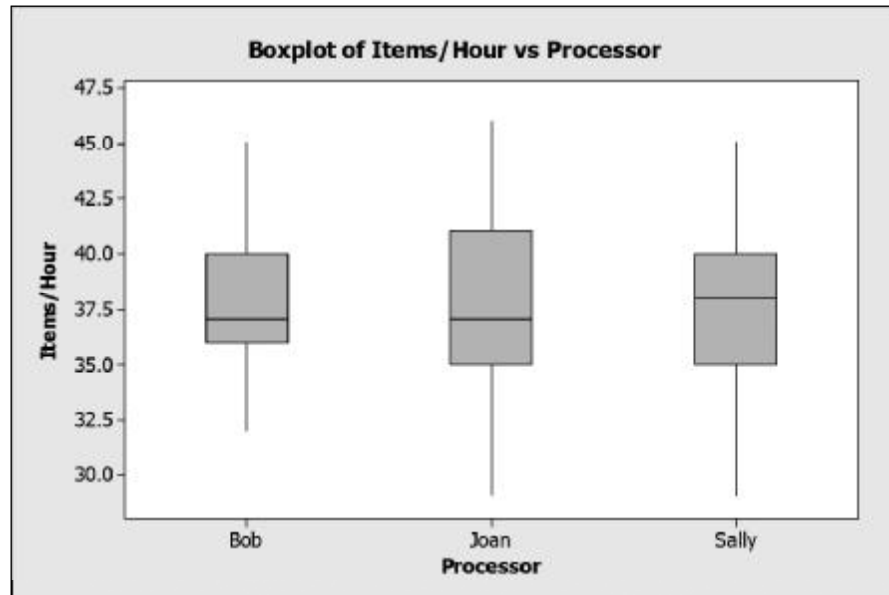 Boxplot of Items/Hour vs Processor
47.5
45.0
42.5
40.0
37.5
35.0
32.5
30.0
Items/Hour
Bob Joan Sally
Processor